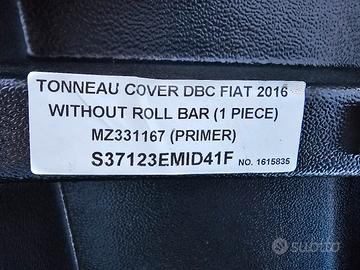 TONNEAU COVER DBC FIAT 2016
WITHOUT ROLL BAR (1 PIECE)
MZ331167 (PRIMER)
S37123EMID41F NO. 1615835
subito